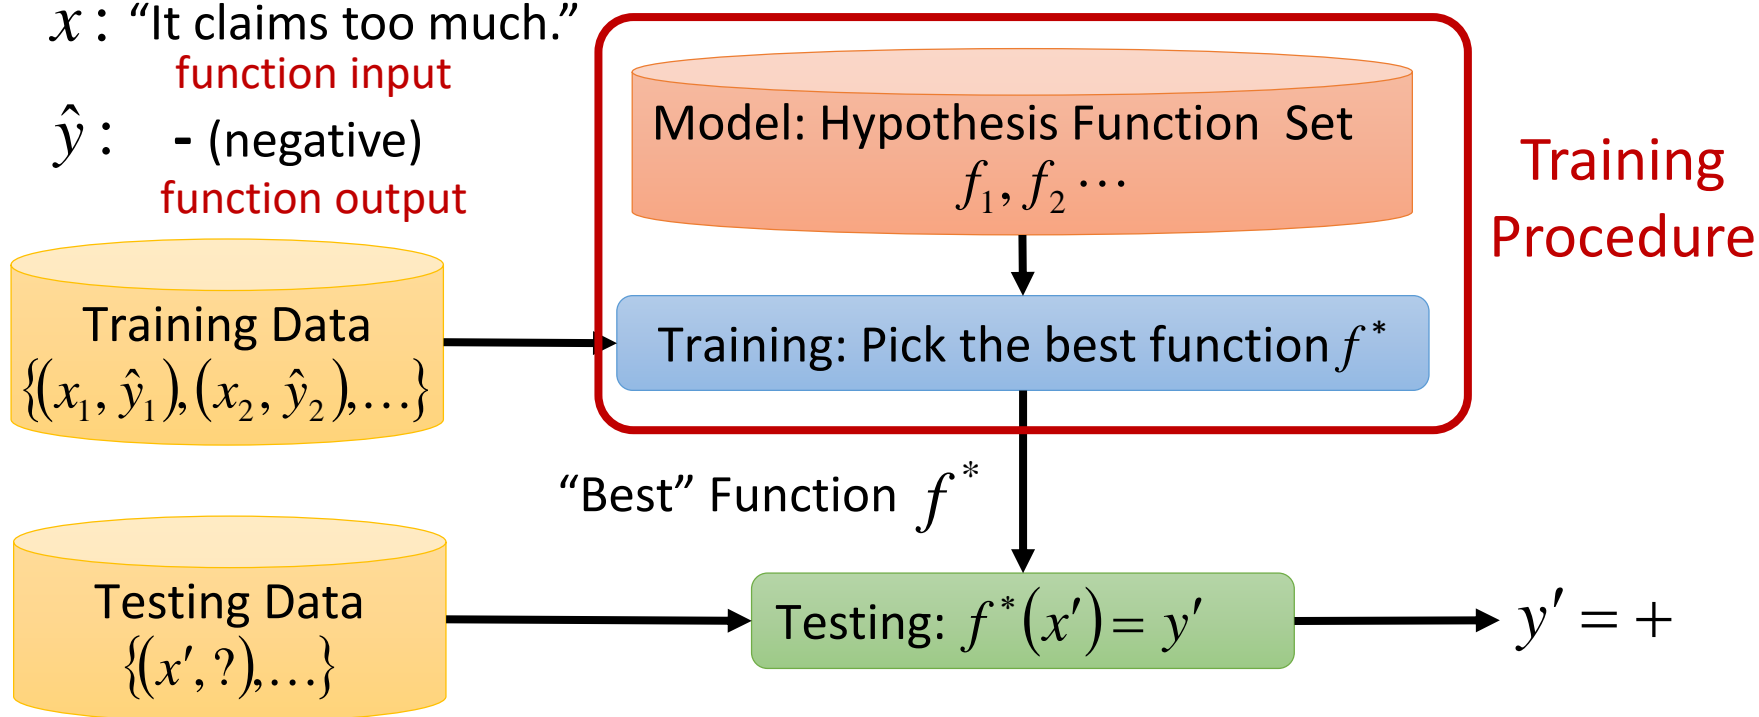 x : “It claims too much.”
function input
ŷ : - (negative)
function output
Model: Hypothesis Function Set
f₁, f₂ ⋯
Training
Procedure
Training Data
{(x₁, ŷ₁), (x₂, ŷ₂), …}
Training: Pick the best function f*
“Best” Function f*
Testing Data
{(x′, ?), …}
Testing: f*(x′) = y′
y′ = +